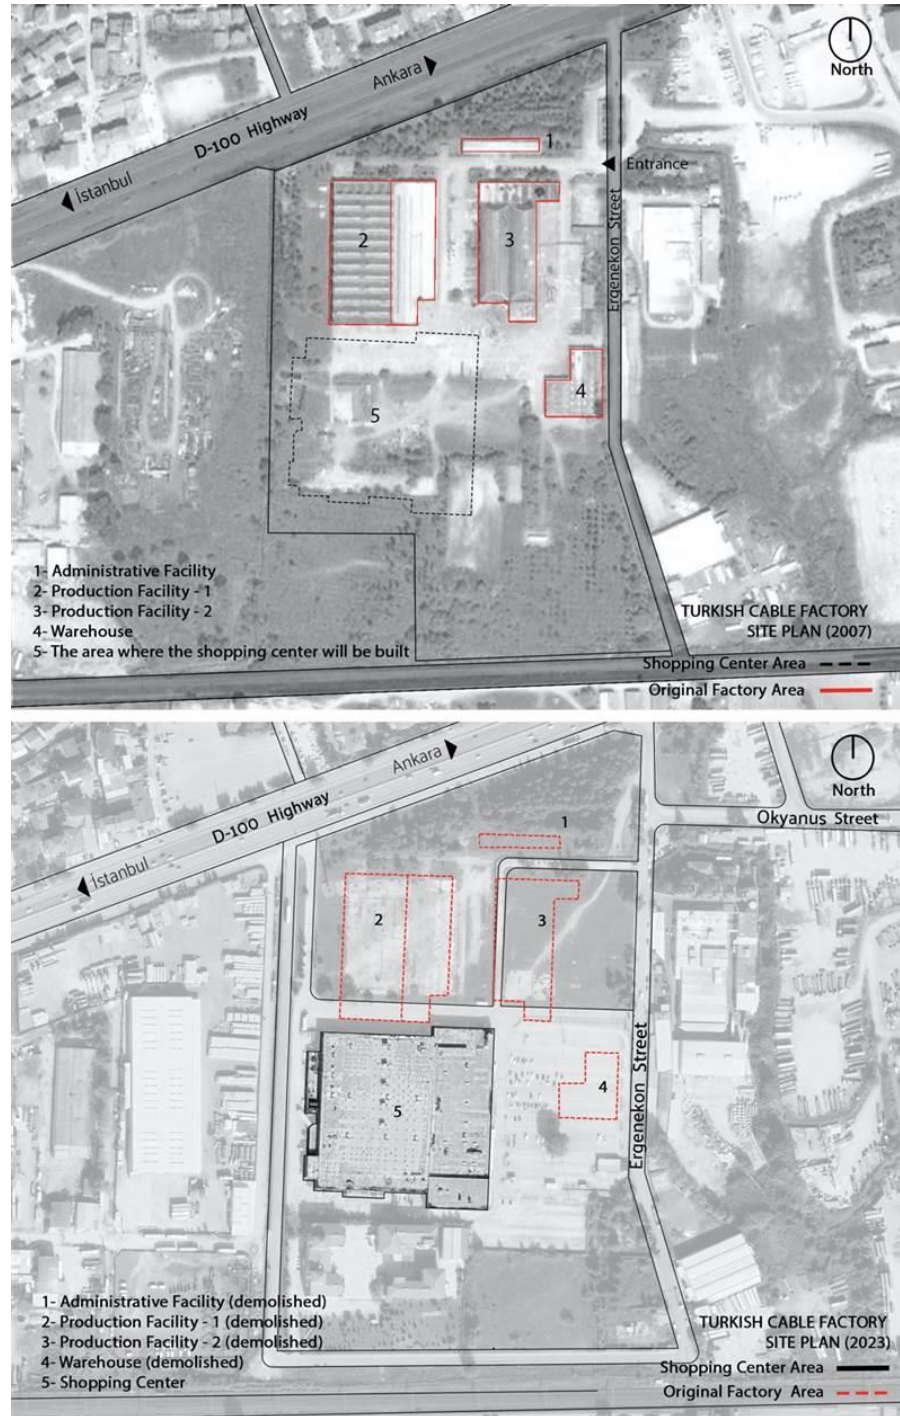 North
Ankara
D-100 Highway
İstanbul
1
Entrance
Ergenekon Street
2
3
4
5
1- Administrative Facility
2- Production Facility - 1
3- Production Facility - 2
4- Warehouse
5- The area where the shopping center will be built
TURKISH CABLE FACTORY
SITE PLAN (2007)
Shopping Center Area
Original Factory Area
North
Ankara
D-100 Highway
İstanbul
Okyanus Street
1
2
3
Ergenekon Street
4
5
1- Administrative Facility (demolished)
2- Production Facility - 1 (demolished)
3- Production Facility - 2 (demolished)
4- Warehouse (demolished)
5- Shopping Center
TURKISH CABLE FACTORY
SITE PLAN (2023)
Shopping Center Area
Original Factory Area